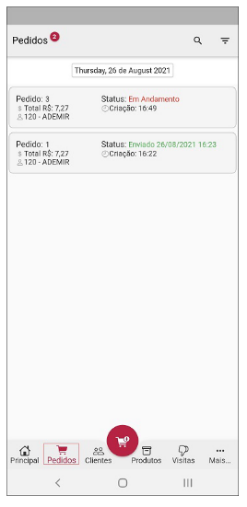 Pedidos 2
Thursday, 26 de August 2021
Pedido: 3 Status: Em Andamento
$ Total R$: 7,27 Criação: 16:49
120 - ADEMIR
Pedido: 1 Status: Enviado 26/08/2021 16:23
$ Total R$: 7,27 Criação: 16:22
120 - ADEMIR
Principal Pedidos Clientes Produtos Visitas Mais...